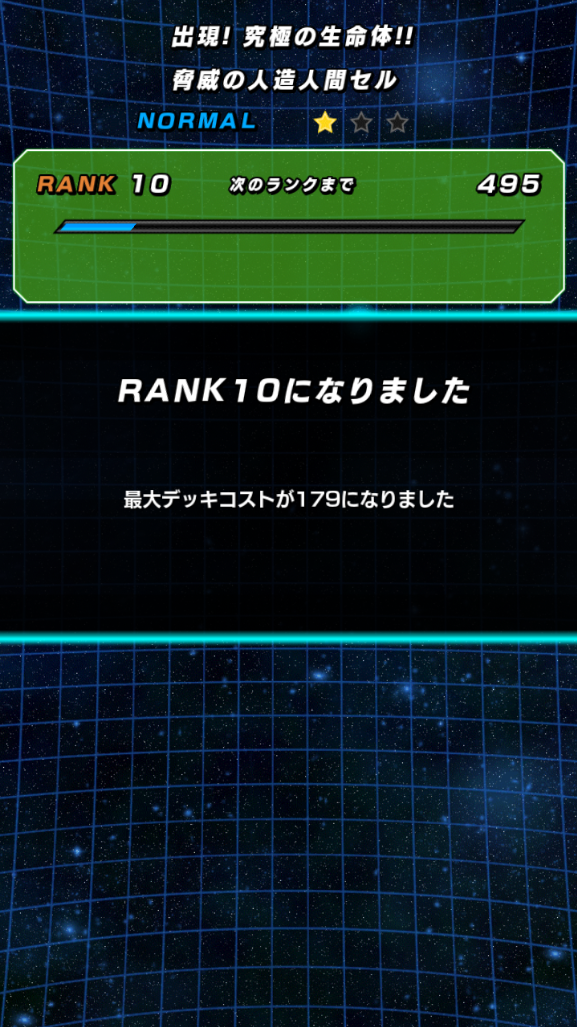 出現! 究極の生命体!!
脅威の人造人間セル
NORMAL
RANK 10 次のランクまで 495
RANK10になりました
最大デッキコストが179になりました